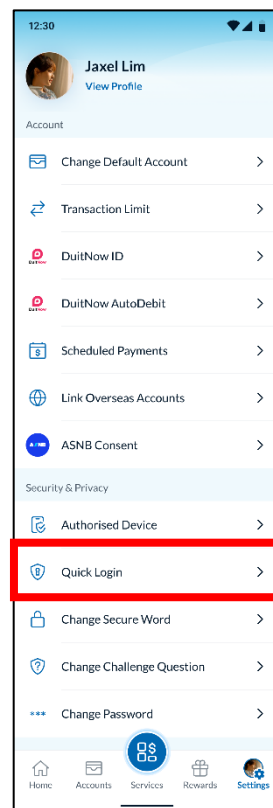 12:30
Jaxel Lim
View Profile
Account
Change Default Account
Transaction Limit
DuitNow ID
DuitNow AutoDebit
Scheduled Payments
Link Overseas Accounts
ASNB Consent
Security & Privacy
Authorised Device
Quick Login
Change Secure Word
Change Challenge Question
*** Change Password
Home Accounts Services Rewards Settings